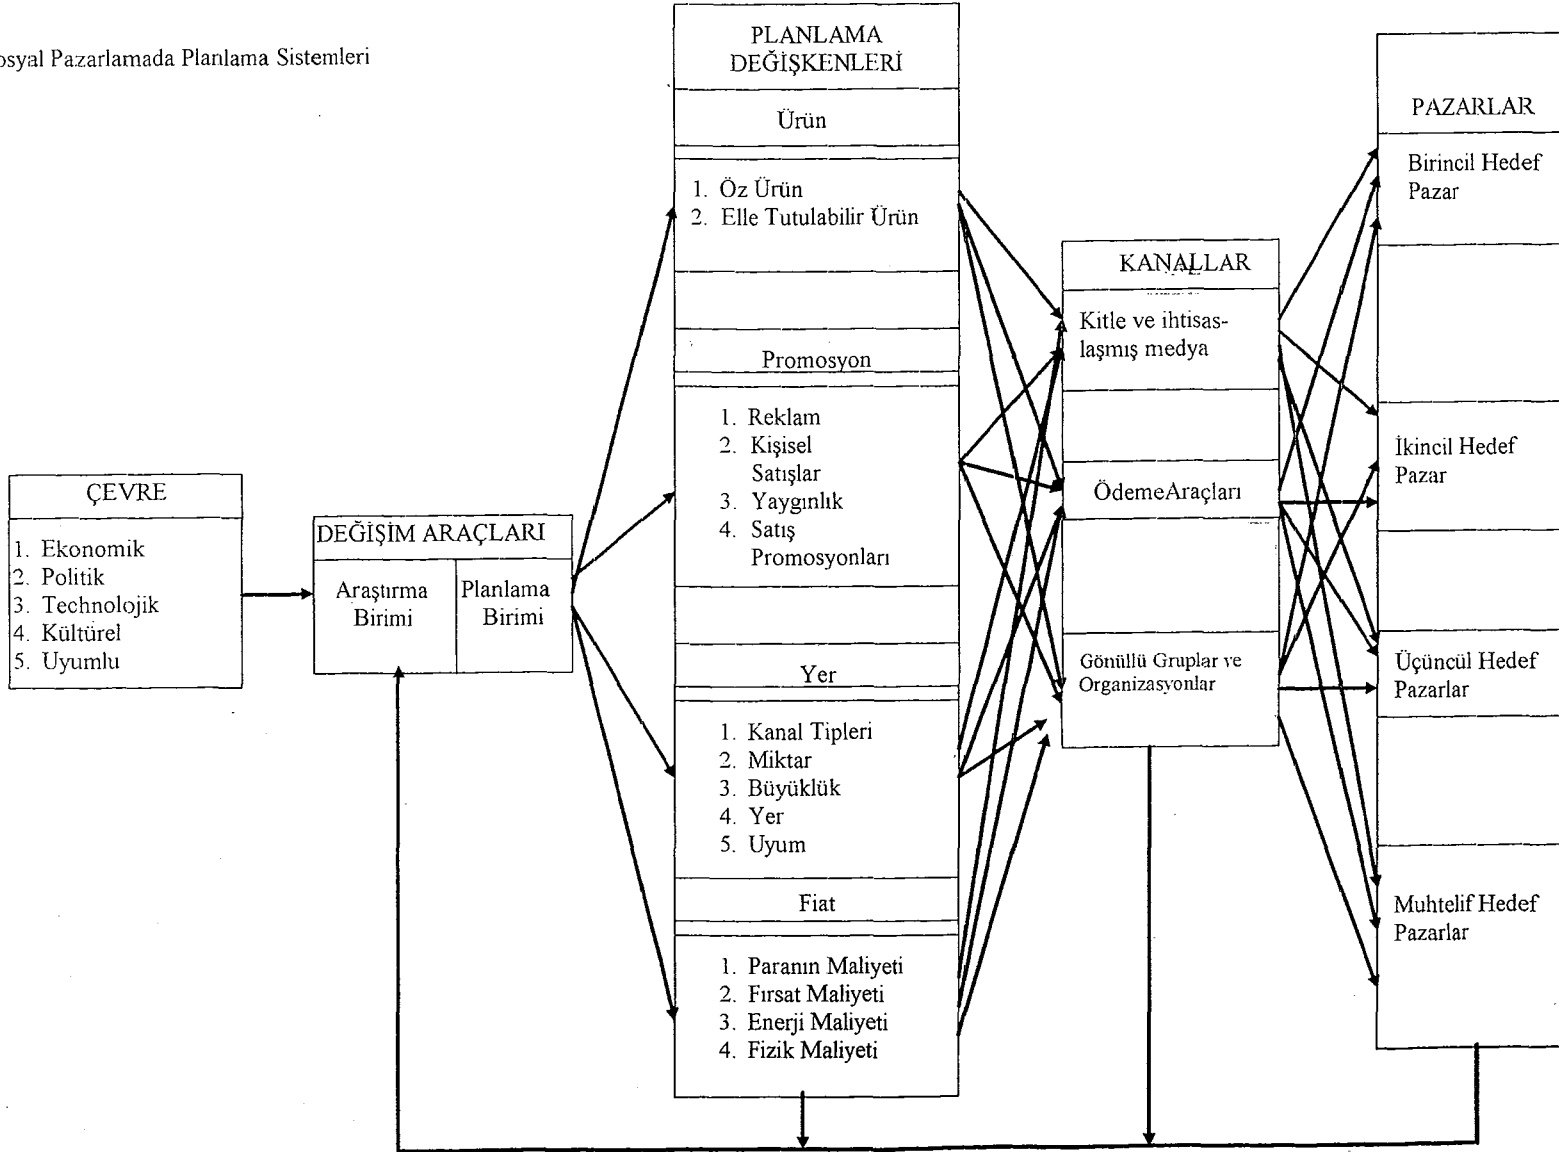 osyal Pazarlamada Planlama Sistemleri
ÇEVRE
1. Ekonomik
2. Politik
3. Technolojik
4. Kültürel
5. Uyumlu
DEĞİŞİM ARAÇLARI
Araştırma
Birimi
Planlama
Birimi
PLANLAMA
DEĞİŞKENLERİ
Ürün
1. Öz Ürün
2. Elle Tutulabilir Ürün
Promosyon
1. Reklam
2. Kişisel
Satışlar
3. Yaygınlık
4. Satış
Promosyonları
Yer
1. Kanal Tipleri
2. Miktar
3. Büyüklük
4. Yer
5. Uyum
Fiat
1. Paranın Maliyeti
2. Fırsat Maliyeti
3. Enerji Maliyeti
4. Fizik Maliyeti
KANALLAR
Kitle ve ihtisas-
laşmış medya
ÖdemeAraçları
Gönüllü Gruplar ve
Organizasyonlar
PAZARLAR
Birincil Hedef
Pazar
İkincil Hedef
Pazar
Üçüncül Hedef
Pazarlar
Muhtelif Hedef
Pazarlar